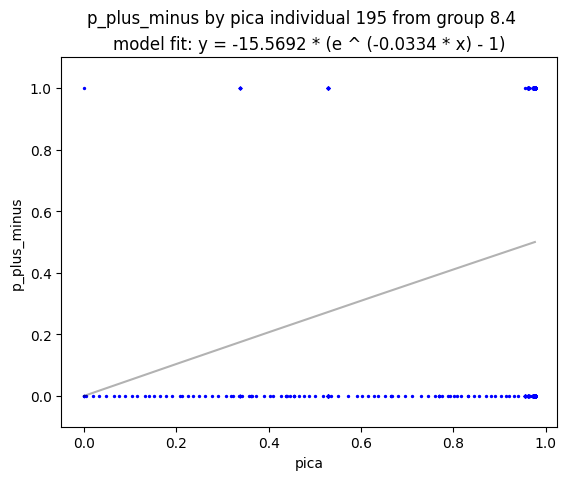 p_plus_minus by pica individual 195 from group 8.4
model fit: y = -15.5692 * (e ^ (-0.0334 * x) - 1)
1.0
0.8
0.6
0.4
0.2
0.0
p_plus_minus
0.0 0.2 0.4 0.6 0.8 1.0
pica